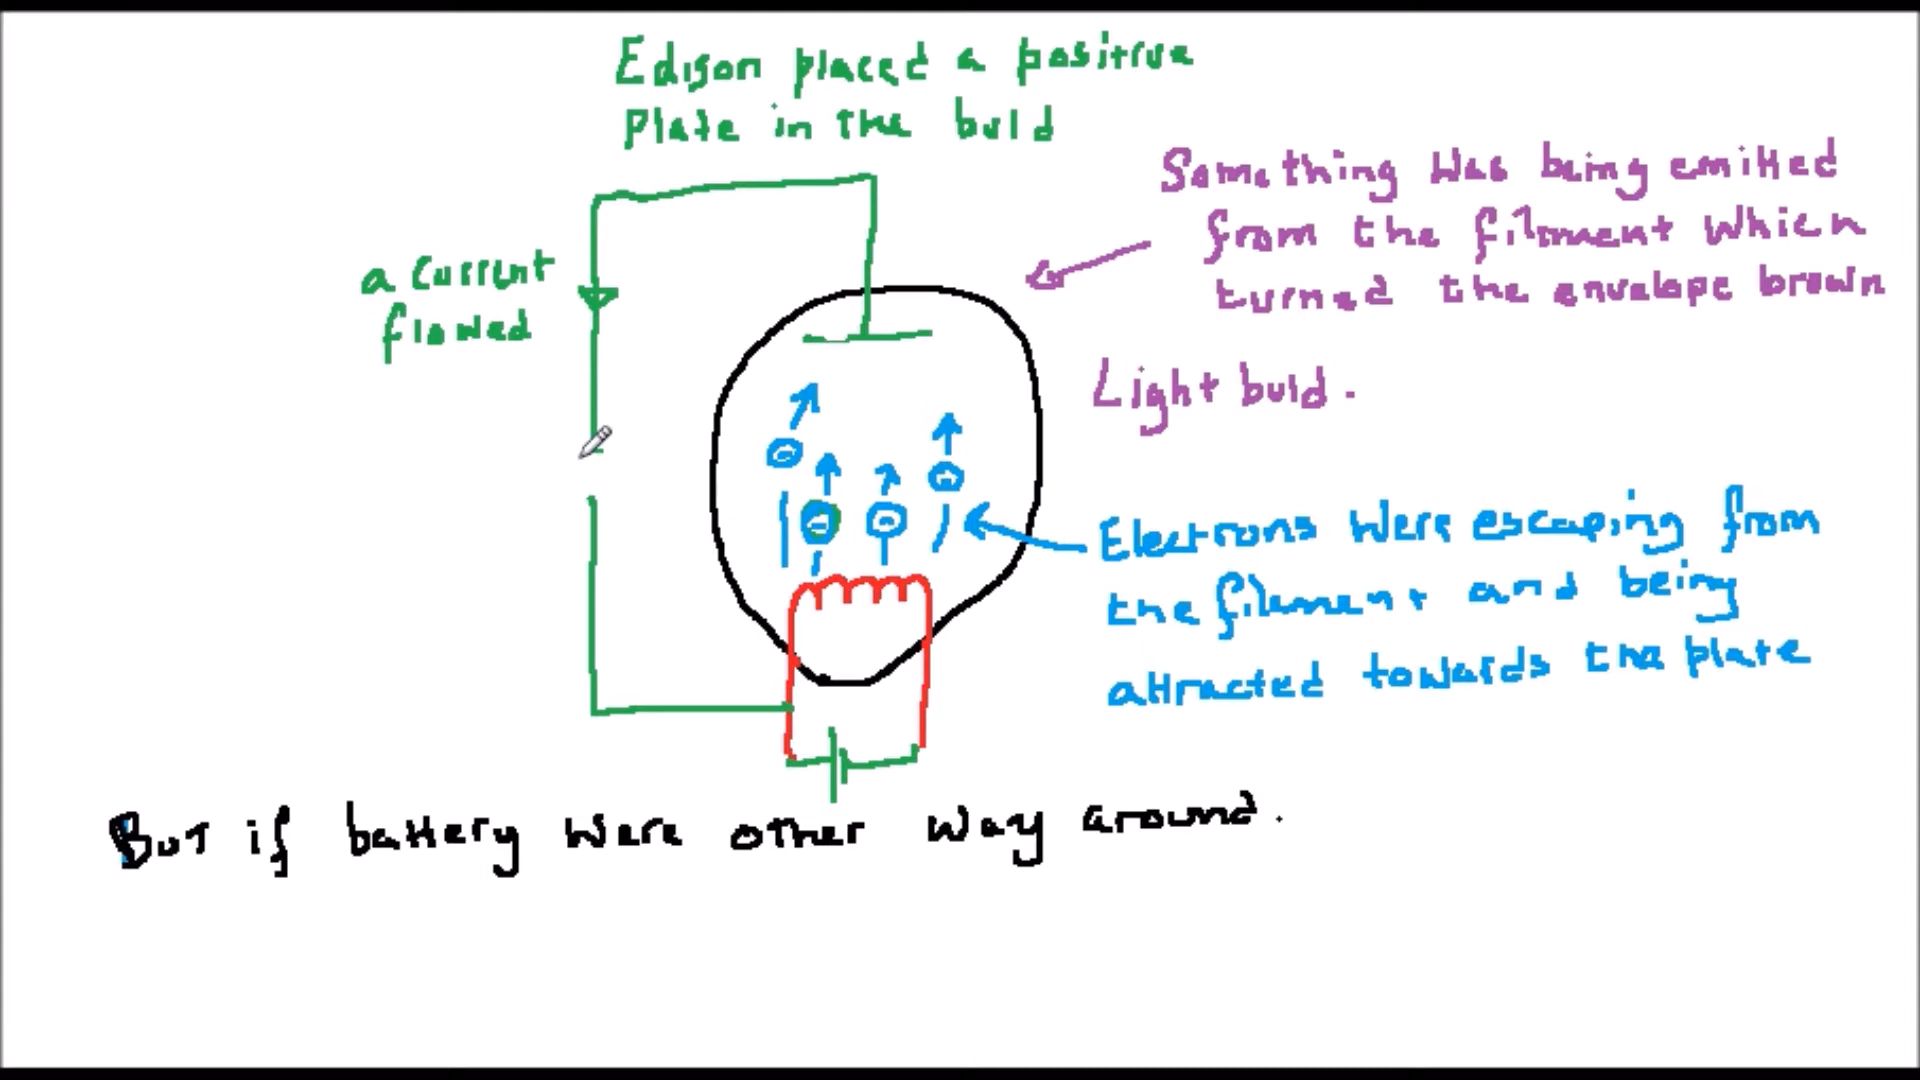 Edison placed a positive
Plate in the buld
Something was being emitted
from the filmment which
turned the envelope brown
a current
flowed
Light buld.
Electrons were escaping from
the filement and being
attracted towards the plate
But if battery were other way around.